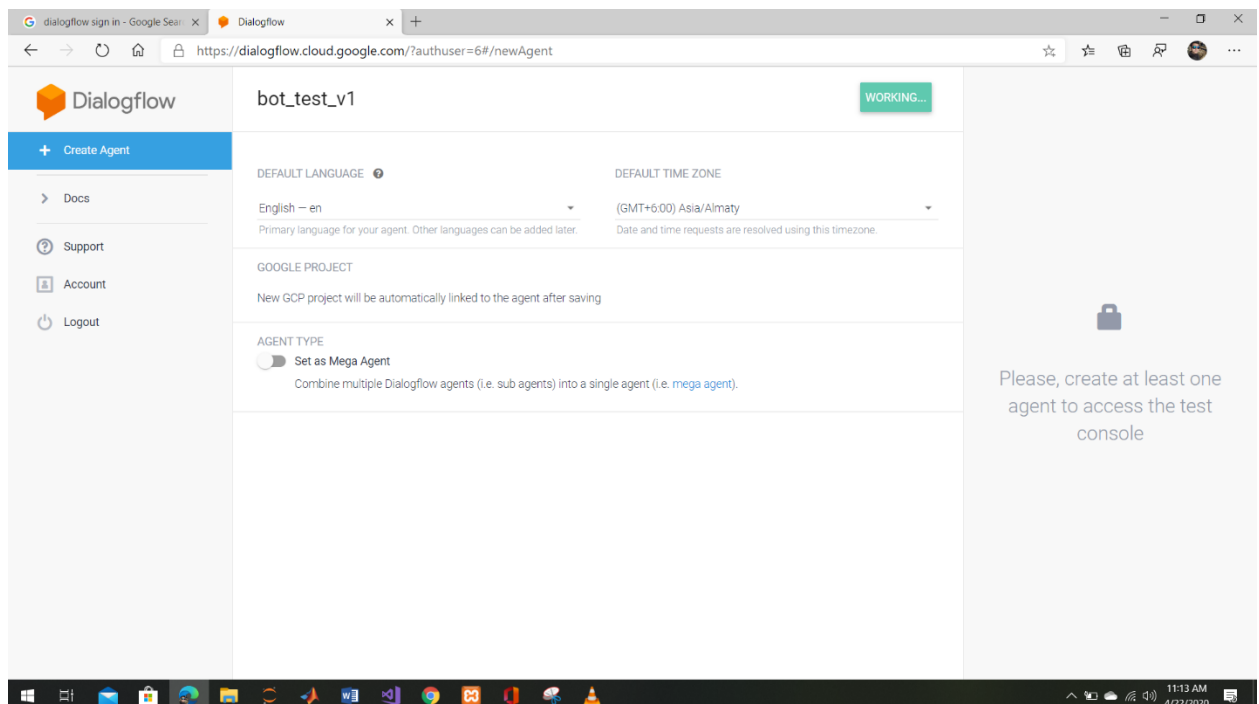 dialogflow sign in - Google Sear
Dialogflow
https://dialogflow.cloud.google.com/?authuser=6#/newAgent
Dialogflow
bot_test_v1
WORKING...
Create Agent
Docs
Support
Account
Logout
DEFAULT LANGUAGE
DEFAULT TIME ZONE
English — en
(GMT+6:00) Asia/Almaty
Primary language for your agent. Other languages can be added later.
Date and time requests are resolved using this timezone.
GOOGLE PROJECT
New GCP project will be automatically linked to the agent after saving
AGENT TYPE
Set as Mega Agent
Combine multiple Dialogflow agents (i.e. sub agents) into a single agent (i.e. mega agent).
Please, create at least one
agent to access the test
console
11:13 AM
4/22/2020